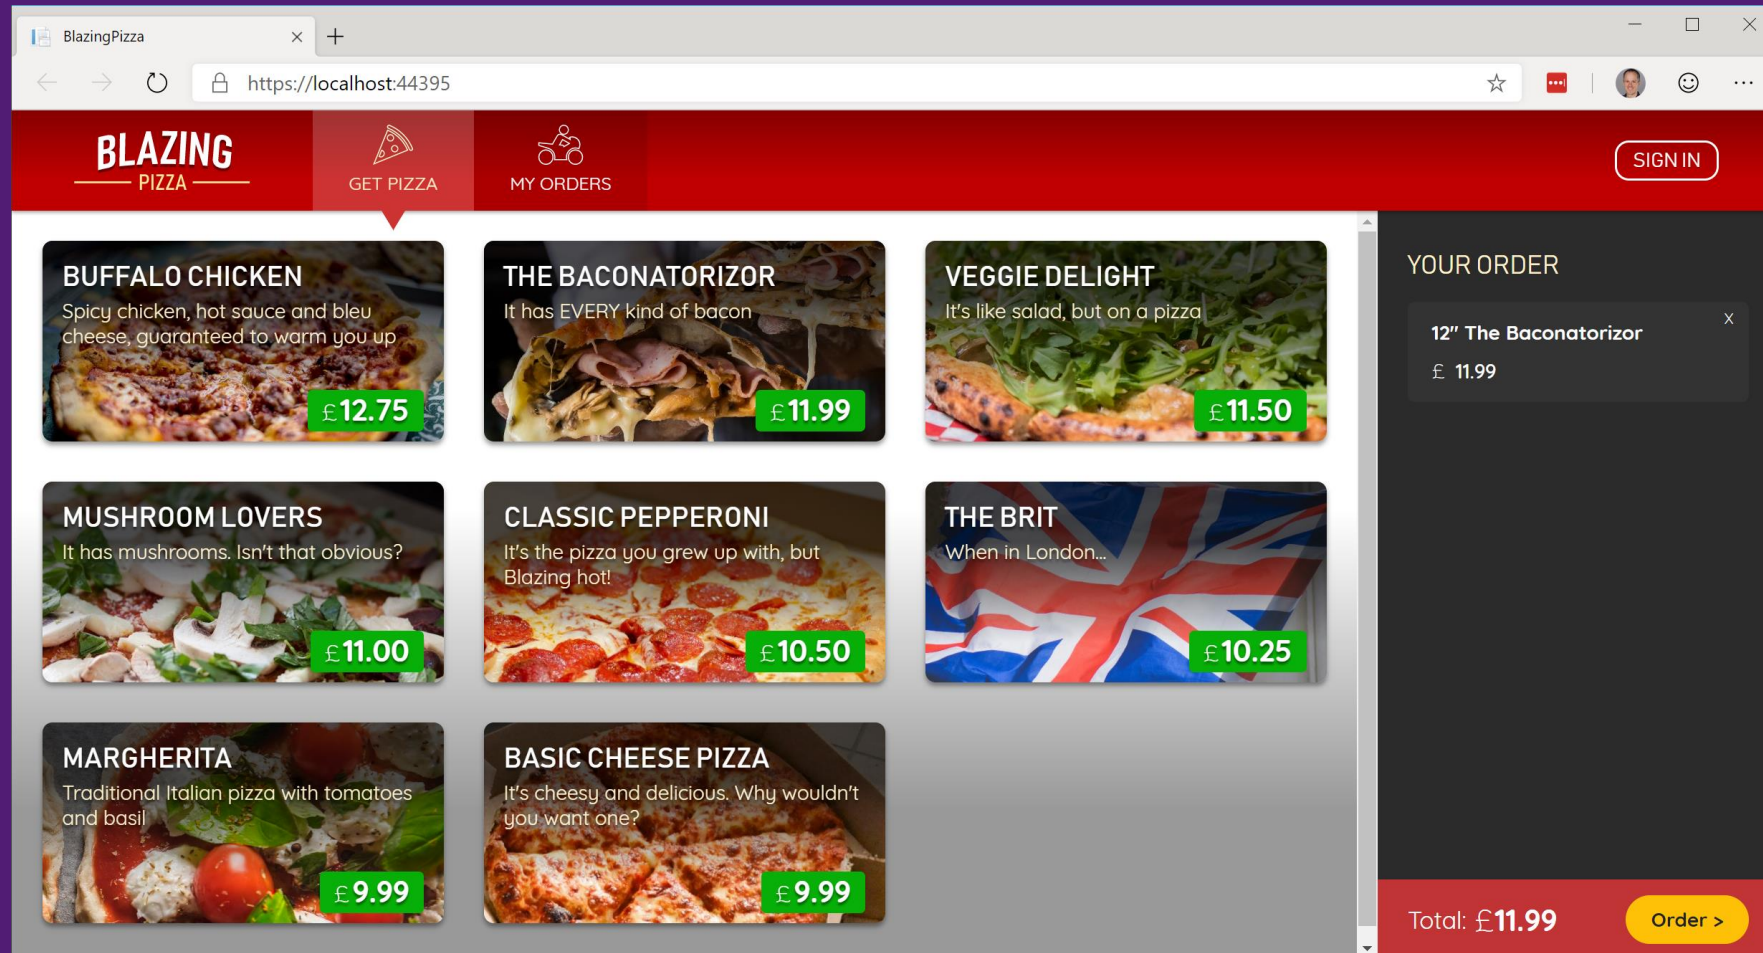 BlazingPizza
https://localhost:44395
BLAZING
PIZZA
GET PIZZA
MY ORDERS
SIGN IN
BUFFALO CHICKEN
Spicy chicken, hot sauce and bleu
cheese, guaranteed to warm you up
£12.75
THE BACONATORIZOR
It has EVERY kind of bacon
£11.99
VEGGIE DELIGHT
It's like salad, but on a pizza
£11.50
MUSHROOM LOVERS
It has mushrooms. Isn't that obvious?
£11.00
CLASSIC PEPPERONI
It's the pizza you grew up with, but
Blazing hot!
£10.50
THE BRIT
When in London...
£10.25
MARGHERITA
Traditional Italian pizza with tomatoes
and basil
£9.99
BASIC CHEESE PIZZA
It's cheesy and delicious. Why wouldn't
you want one?
£9.99
YOUR ORDER
12" The Baconatorizor
X
£ 11.99
Total: £11.99
Order >